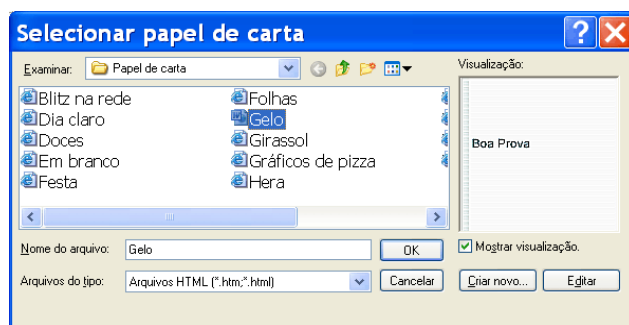 Selecionar papel de carta
Examinar: Papel de carta
Visualização:
Blitz na rede
Dia claro
Doces
Em branco
Festa
Folhas
Gelo
Girassol
Gráficos de pizza
Hera
Boa Prova
Nome do arquivo: Gelo OK
Mostrar visualização.
Arquivos do tipo: Arquivos HTML (*.htm;*.html) Cancelar
Criar novo... Editar